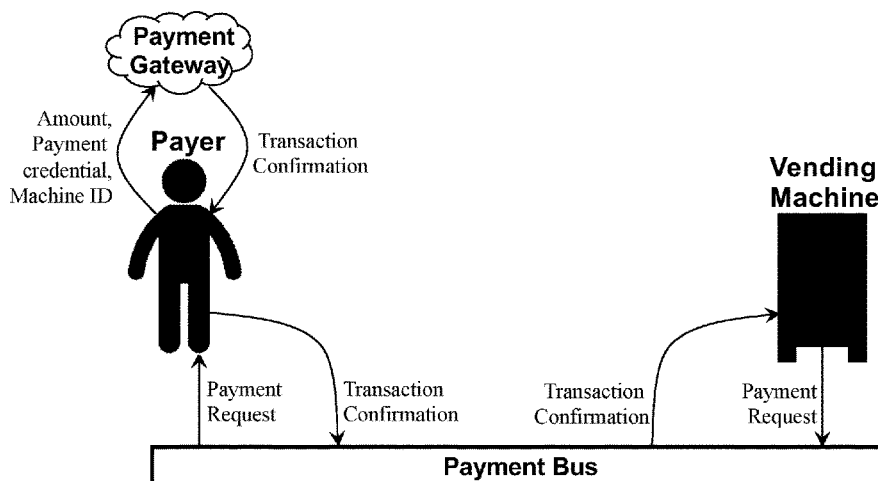 Payment
Gateway
Amount,
Payment
credential,
Machine ID
Payer
Transaction
Confirmation
Vending
Machine
Payment
Request
Transaction
Confirmation
Transaction
Confirmation
Payment
Request
Payment Bus